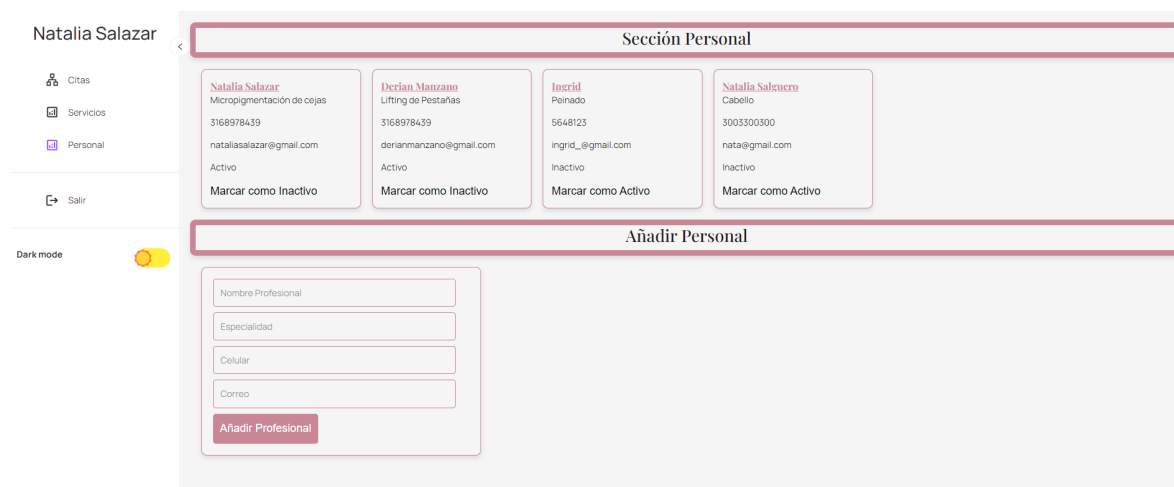 Natalia Salazar
Citas
Servicios
Personal
Salir
Dark mode
Sección Personal
Natalia Salazar
Micropigmentación de cejas
3168978439
nataliasalazar@gmail.com
Activo
Marcar como Inactivo
Derian Manzano
Lifting de Pestañas
3168978439
derianmanzano@gmail.com
Activo
Marcar como Inactivo
Ingrid
Peinado
5648123
ingrid_@gmail.com
Inactivo
Marcar como Activo
Natalia Salguero
Cabello
3003300300
nata@gmail.com
Inactivo
Marcar como Activo
Añadir Personal
Nombre Profesional
Especialidad
Celular
Correo
Añadir Profesional